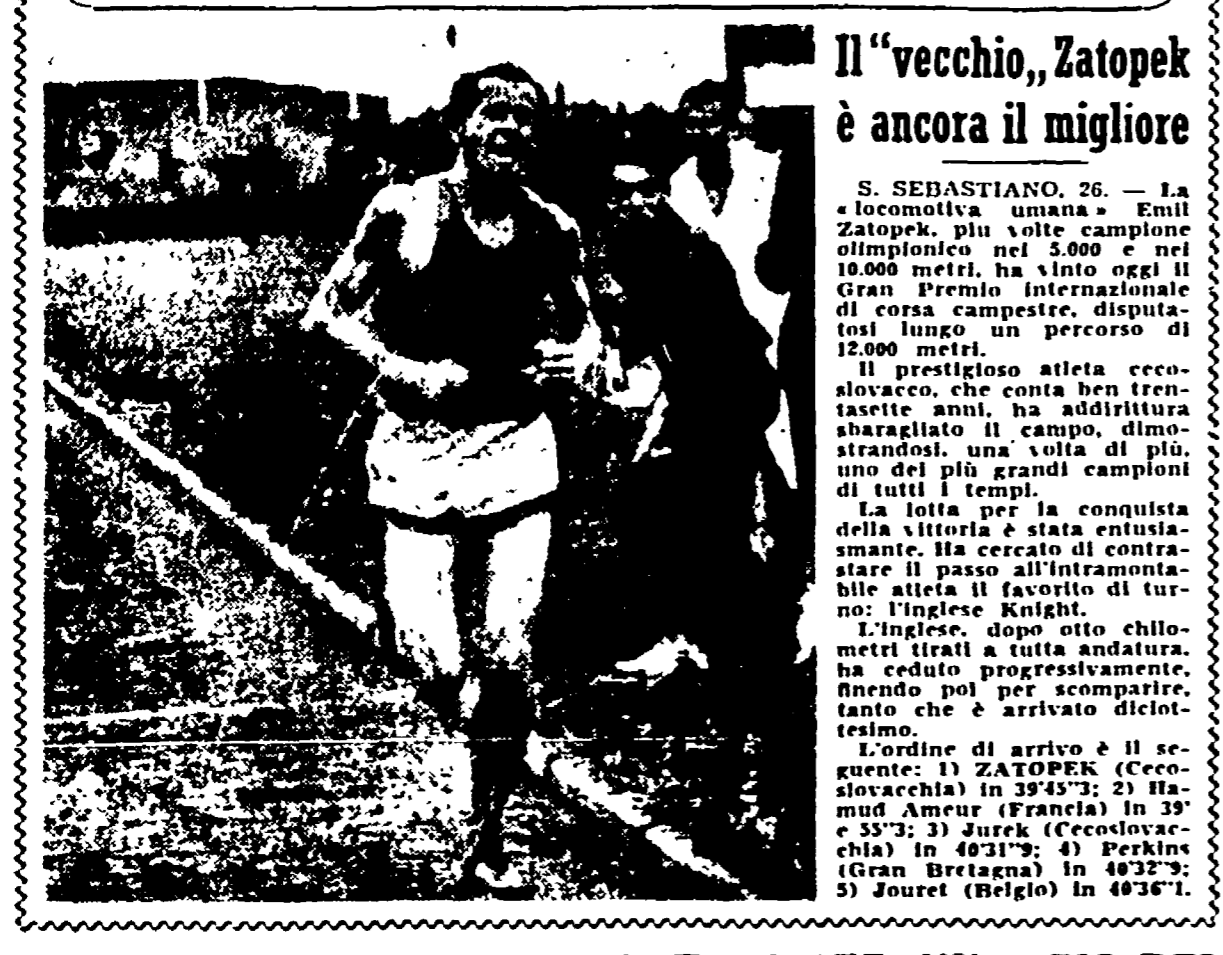 Il “vecchio„ Zatopek
è ancora il migliore
S. SEBASTIANO, 26. — La
« locomotiva umana » Emil
Zatopek, più volte campione
olimpionico nei 5.000 e nei
10.000 metri, ha vinto oggi il
Gran Premio internazionale
di corsa campestre, disputa-
tosi lungo un percorso di
12.000 metri.
Il prestigioso atleta ceco-
slovacco, che conta ben tren-
tasette anni, ha addirittura
sbaragliato il campo, dimo-
strandosi, una volta di più,
uno dei più grandi campioni
di tutti i tempi.
La lotta per la conquista
della vittoria è stata entusia-
smante. Ha cercato di contra-
stare il passo all'intramonta-
bile atleta il favorito di tur-
no: l'inglese Knight.
L'inglese, dopo otto chilo-
metri tirati a tutta andatura,
ha ceduto progressivamente,
finendo poi per scomparire,
tanto che è arrivato diciot-
tesimo.
L'ordine di arrivo è il se-
guente: 1) ZATOPEK (Ceco-
slovacchia) in 39'45"3; 2) Ha-
mud Ameur (Francia) in 39'
e 55"3; 3) Jurek (Cecoslovac-
chia) in 40'31"9; 4) Perkins
(Gran Bretagna) in 40'32"9;
5) Jouret (Belgio) in 40'36"1.